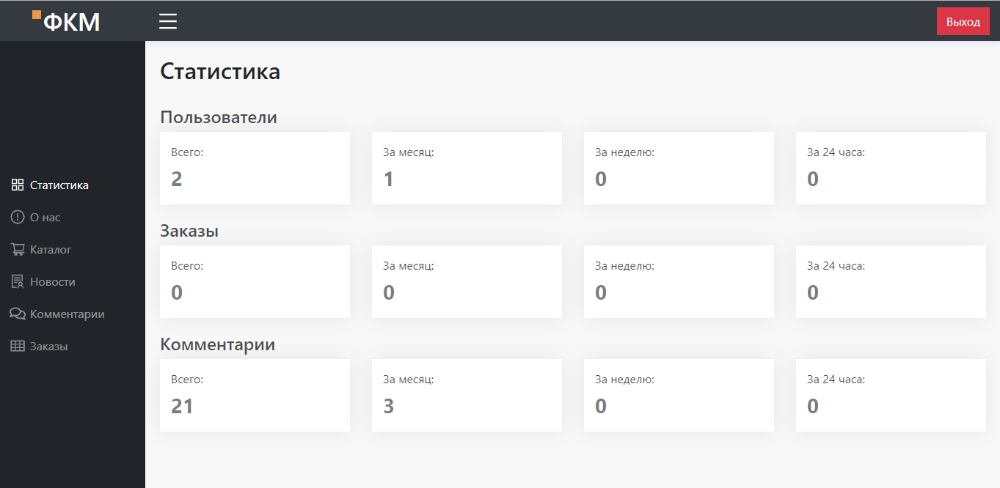 ФКМ
Выход
Статистика
О нас
Каталог
Новости
Комментарии
Заказы
Статистика
Пользователи
Всего: За месяц: За неделю: За 24 часа:
2 1 0 0
Заказы
Всего: За месяц: За неделю: За 24 часа:
0 0 0 0
Комментарии
Всего: За месяц: За неделю: За 24 часа:
21 3 0 0